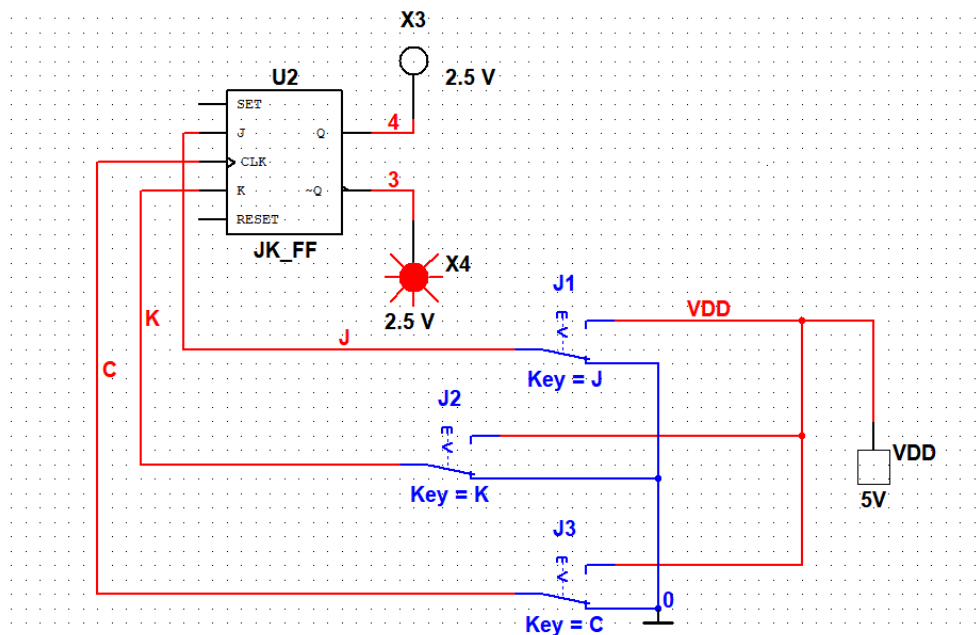 X3
2.5 V
U2
SET
J
Q
CLK
K
~Q
RESET
JK_FF
4
3
X4
2.5 V
J1
VDD
K
J
C
Key = J
J2
VDD
5V
Key = K
J3
0
Key = C